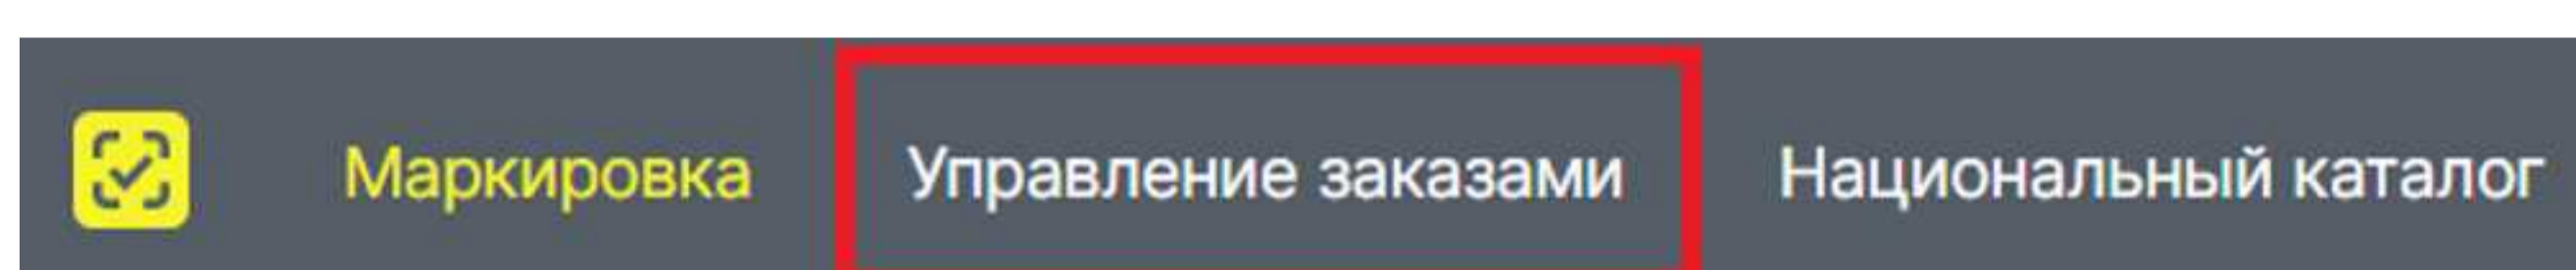 Маркировка Управление заказами Национальный каталог